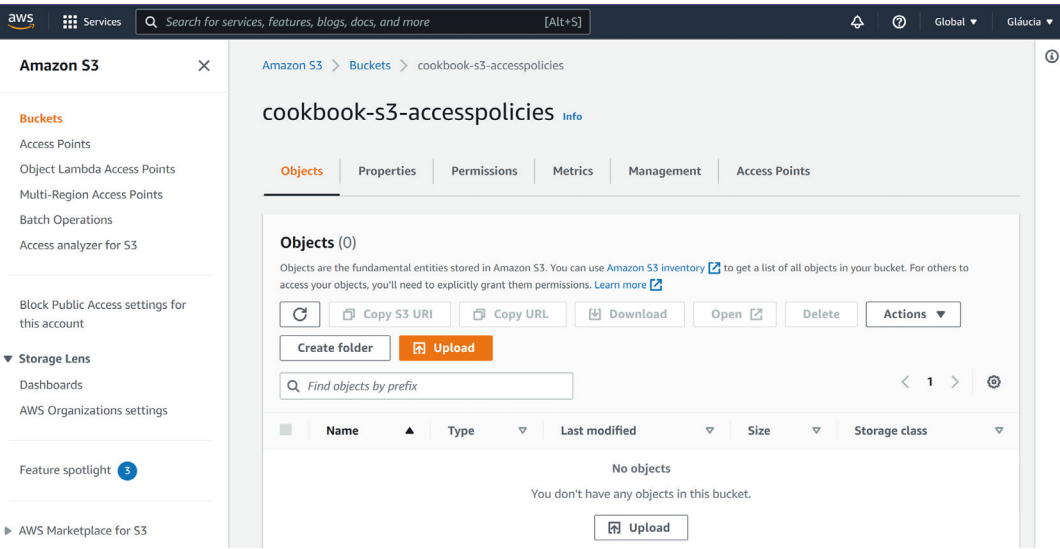 aws Services Search for services, features, blogs, docs, and more [Alt+S] Global Gláucia
Amazon S3
Buckets
Access Points
Object Lambda Access Points
Multi-Region Access Points
Batch Operations
Access analyzer for S3
Block Public Access settings for
this account
Storage Lens
Dashboards
AWS Organizations settings
Feature spotlight 3
AWS Marketplace for S3
Amazon S3 > Buckets > cookbook-s3-accesspolicies
cookbook-s3-accesspolicies Info
Objects Properties Permissions Metrics Management Access Points
Objects (0)
Objects are the fundamental entities stored in Amazon S3. You can use Amazon S3 inventory to get a list of all objects in your bucket. For others to
access your objects, you'll need to explicitly grant them permissions. Learn more
Copy S3 URI Copy URL Download Open Delete Actions
Create folder Upload
Find objects by prefix < 1 >
Name Type Last modified Size Storage class
No objects
You don't have any objects in this bucket.
Upload